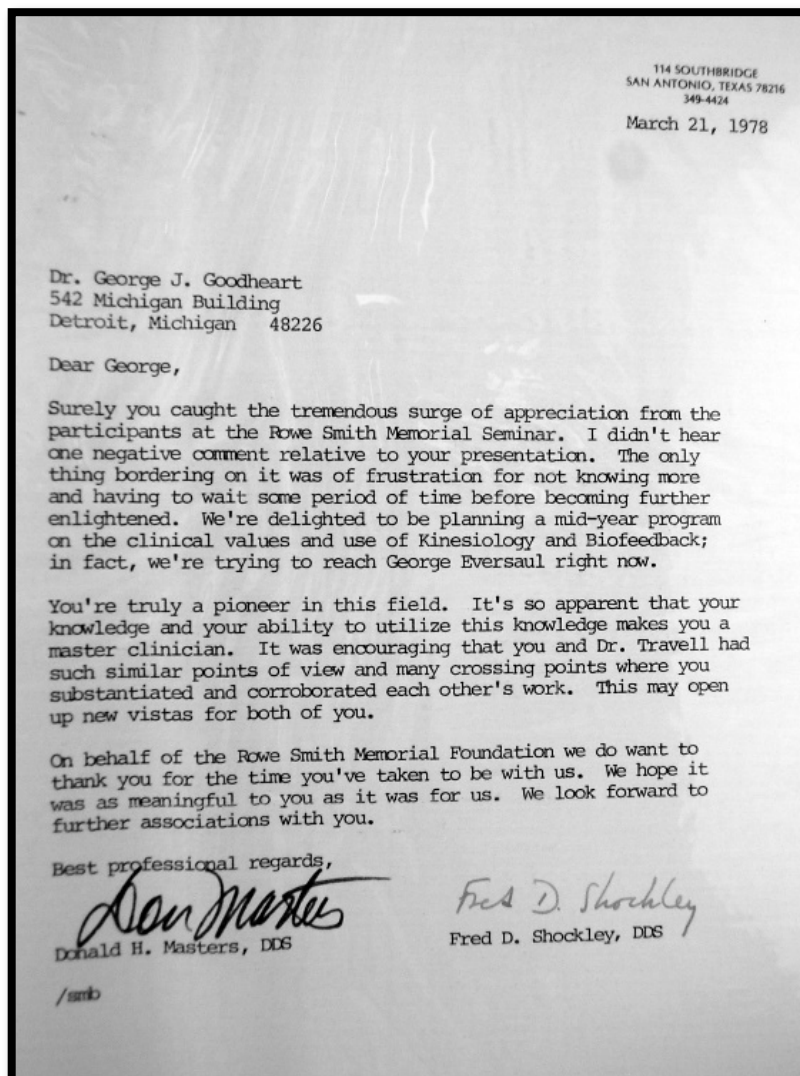 114 SOUTHBRIDGE
SAN ANTONIO, TEXAS 78216
349-4424
March 21, 1978
Dr. George J. Goodheart
542 Michigan Building
Detroit, Michigan 48226
Dear George,
Surely you caught the tremendous surge of appreciation from the
participants at the Rowe Smith Memorial Seminar. I didn't hear
one negative comment relative to your presentation. The only
thing bordering on it was of frustration for not knowing more
and having to wait some period of time before becoming further
enlightened. We're delighted to be planning a mid-year program
on the clinical values and use of Kinesiology and Biofeedback;
in fact, we're trying to reach George Eversaul right now.
You're truly a pioneer in this field. It's so apparent that your
knowledge and your ability to utilize this knowledge makes you a
master clinician. It was encouraging that you and Dr. Travell had
such similar points of view and many crossing points where you
substantiated and corroborated each other's work. This may open
up new vistas for both of you.
On behalf of the Rowe Smith Memorial Foundation we do want to
thank you for the time you've taken to be with us. We hope it
was as meaningful to you as it was for us. We look forward to
further associations with you.
Best professional regards,
Don Masters
Fred D. Shockley
Donald H. Masters, DDS
Fred D. Shockley, DDS
/smb